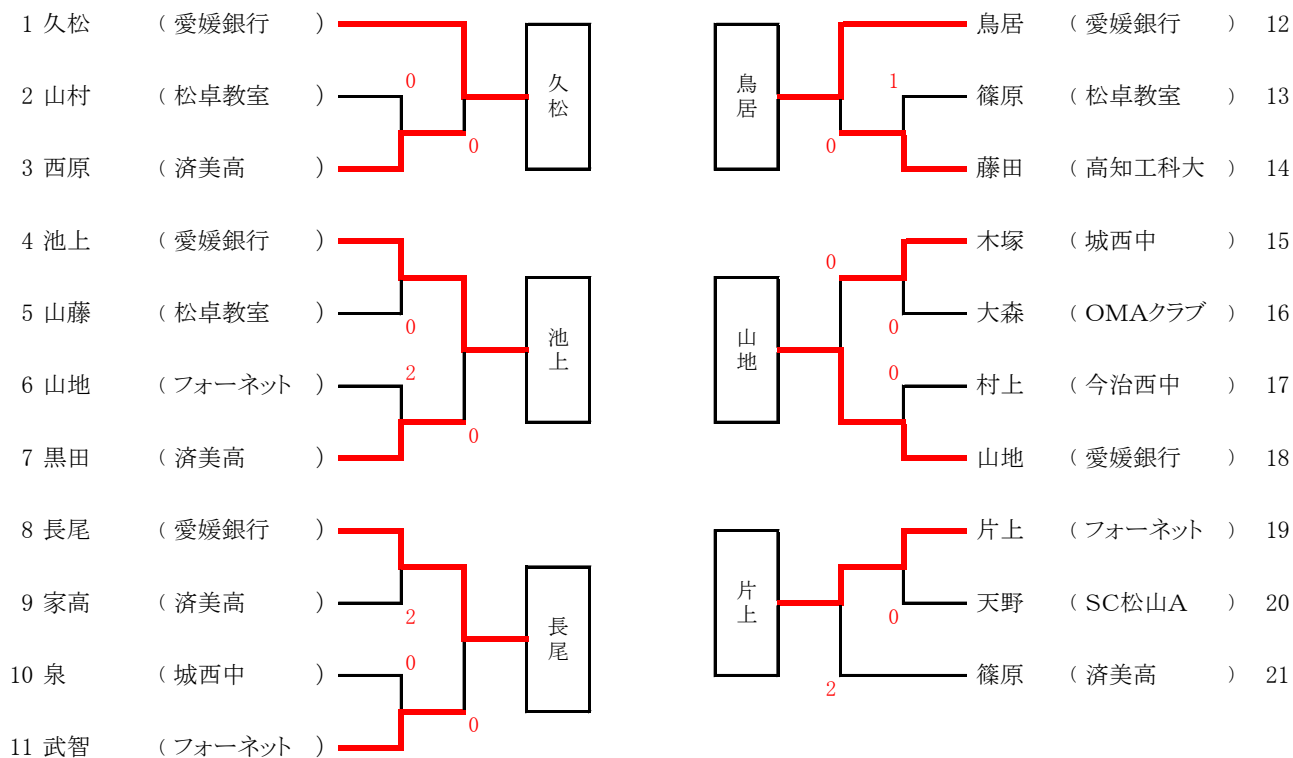 1 久松 ( 愛媛銀行 )
0
2 山村 ( 松卓教室 )
久松
0
3 西原 ( 済美高 )
4 池上 ( 愛媛銀行 )
5 山藤 ( 松卓教室 )
0
池上
2
6 山地 ( フォーネット )
0
7 黒田 ( 済美高 )
8 長尾 ( 愛媛銀行 )
9 家高 ( 済美高 )
2
長尾
0
10 泉 ( 城西中 )
0
11 武智 ( フォーネット )
鳥居 ( 愛媛銀行 ) 12
1
篠原 ( 松卓教室 ) 13
鳥居
0
藤田 ( 高知工科大 ) 14
木塚 ( 城西中 ) 15
0
大森 ( OMAクラブ ) 16
0
山地
0
村上 ( 今治西中 ) 17
山地 ( 愛媛銀行 ) 18
片上 ( フォーネット ) 19
片上
天野 ( SC松山A ) 20
0
篠原 ( 済美高 ) 21
2